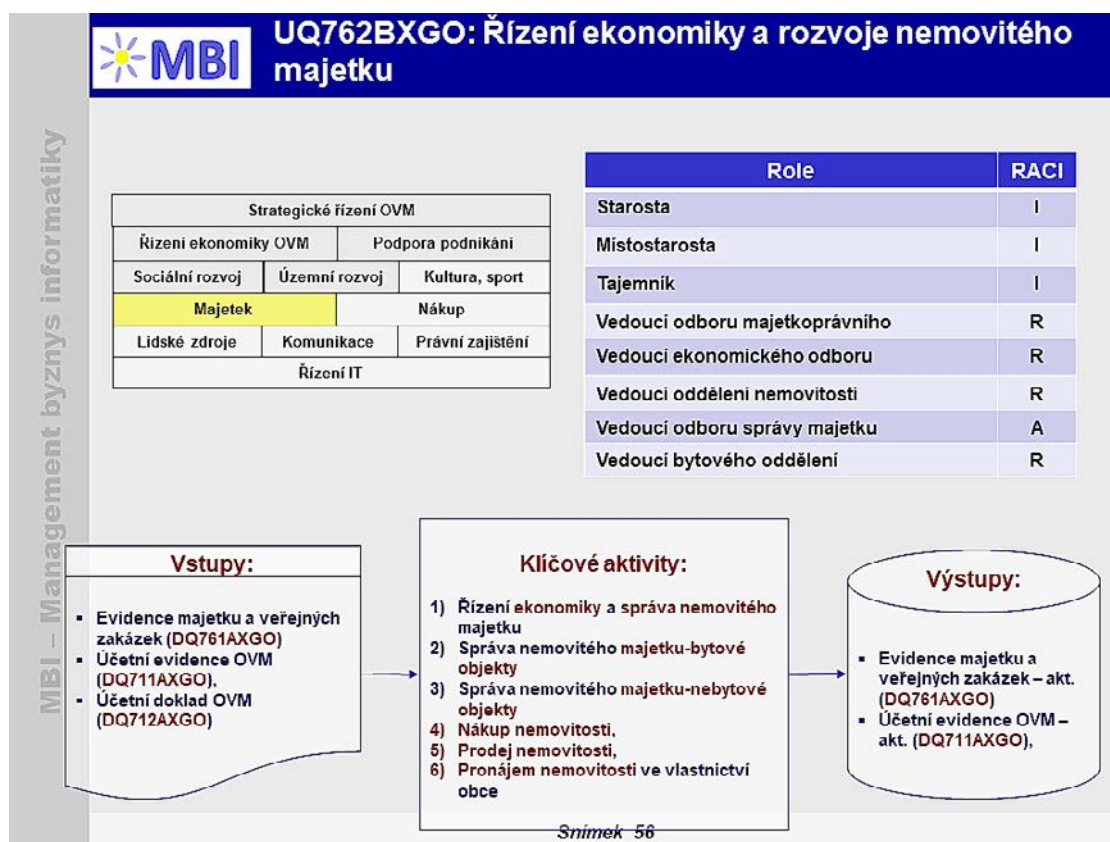 MBI
UQ762BXGO: Řízení ekonomiky a rozvoje nemovitého
majetku
MBI – Management byznys informatiky
Strategické řízení OVM
Řízení ekonomiky OVM
Podpora podnikání
Sociální rozvoj
Územní rozvoj
Kultura, sport
Majetek
Nákup
Lidské zdroje
Komunikace
Právní zajištění
Řízení IT
Role RACI
Starosta I
Místostarosta I
Tajemník I
Vedoucí odboru majetkoprávního R
Vedoucí ekonomického odboru R
Vedoucí oddělení nemovitostí R
Vedoucí odboru správy majetku A
Vedoucí bytového oddělení R
Vstupy:
▪ Evidence majetku a veřejných
zakázek (DQ761AXGO)
▪ Účetní evidence OVM
(DQ711AXGO),
▪ Účetní doklad OVM
(DQ712AXGO)
Klíčové aktivity:
1) Řízení ekonomiky a správa nemovitého
majetku
2) Správa nemovitého majetku-bytové
objekty
3) Správa nemovitého majetku-nebytové
objekty
4) Nákup nemovitostí,
5) Prodej nemovitostí,
6) Pronájem nemovitostí ve vlastnictví
obce
Výstupy:
▪ Evidence majetku a
veřejných zakázek – akt.
(DQ761AXGO)
▪ Účetní evidence OVM –
akt. (DQ711AXGO),
Snímek 56